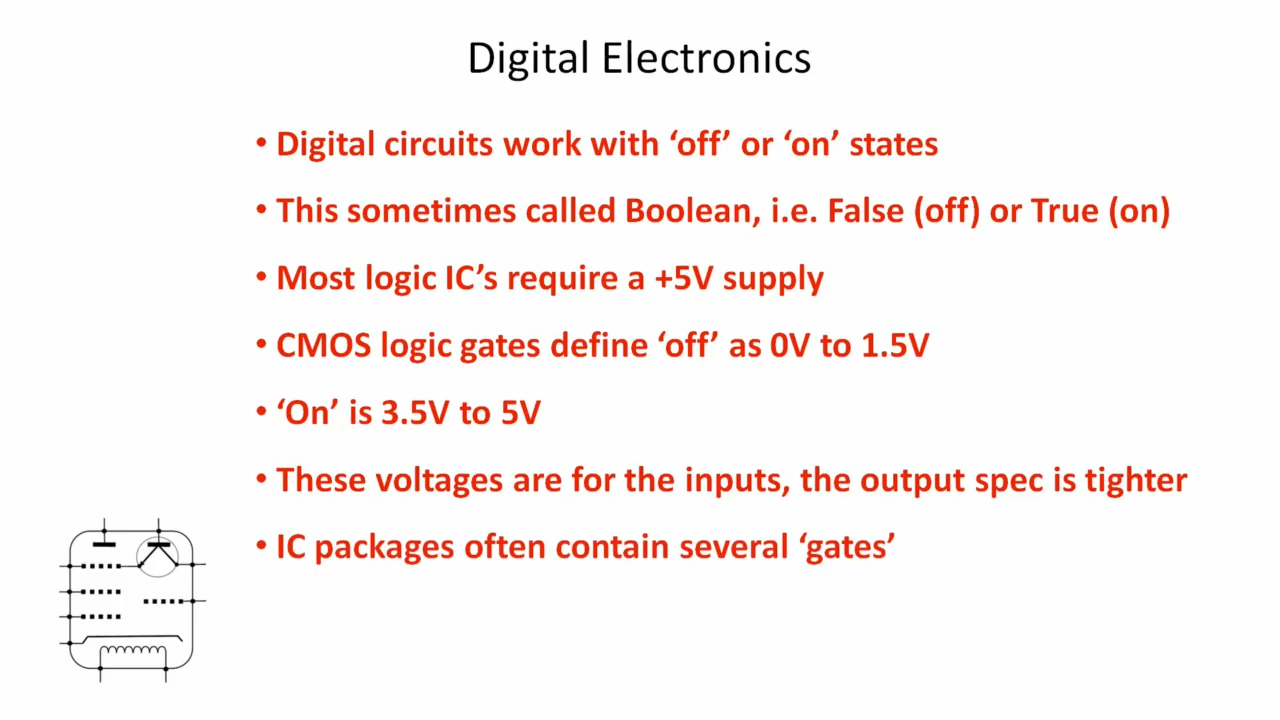 Digital Electronics
• Digital circuits work with ‘off’ or ‘on’ states
• This sometimes called Boolean, i.e. False (off) or True (on)
• Most logic IC’s require a +5V supply
• CMOS logic gates define ‘off’ as 0V to 1.5V
• ‘On’ is 3.5V to 5V
• These voltages are for the inputs, the output spec is tighter
• IC packages often contain several ‘gates’